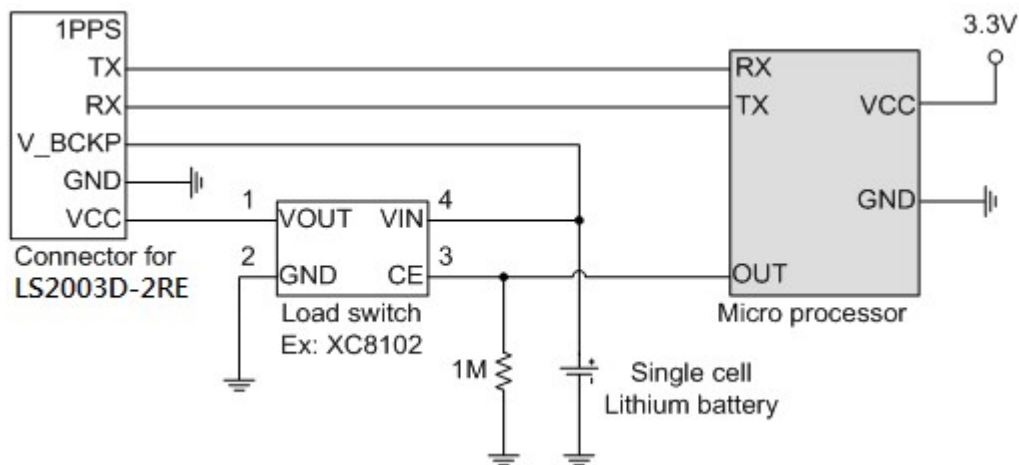 1PPS
TX
RX
V_BCKP
GND
VCC
Connector for
LS2003D-2RE
1
2
VOUT
VIN
GND
CE
4
3
Load switch
Ex: XC8102
1M
+
-
Single cell
Lithium battery
RX
TX
VCC
GND
OUT
Micro processor
3.3V